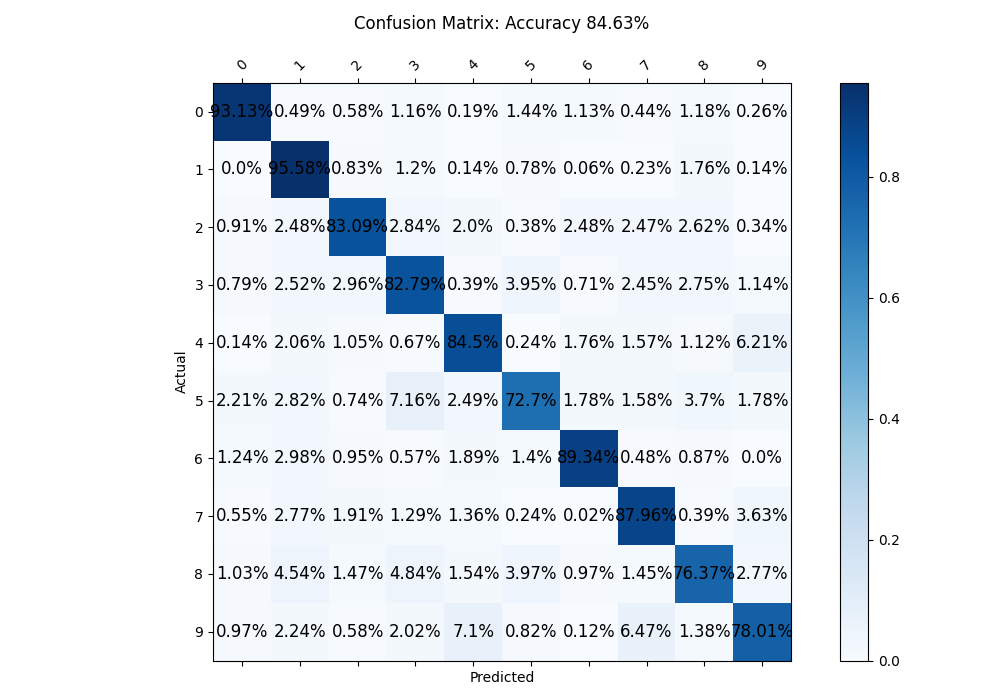 Confusion Matrix: Accuracy 84.63%
0 1 2 3 4 5 6 7 8 9
0 93.13% 0.49% 0.58% 1.16% 0.19% 1.44% 1.13% 0.44% 1.18% 0.26%
1 0.0% 95.58% 0.83% 1.2% 0.14% 0.78% 0.06% 0.23% 1.76% 0.14%
2 0.91% 2.48% 83.09% 2.84% 2.0% 0.38% 2.48% 2.47% 2.62% 0.34%
3 0.79% 2.52% 2.96% 82.79% 0.39% 3.95% 0.71% 2.45% 2.75% 1.14%
4 0.14% 2.06% 1.05% 0.67% 84.5% 0.24% 1.76% 1.57% 1.12% 6.21%
5 2.21% 2.82% 0.74% 7.16% 2.49% 72.7% 1.78% 1.58% 3.7% 1.78%
6 1.24% 2.98% 0.95% 0.57% 1.89% 1.4% 89.34% 0.48% 0.87% 0.0%
7 0.55% 2.77% 1.91% 1.29% 1.36% 0.24% 0.02% 87.96% 0.39% 3.63%
8 1.03% 4.54% 1.47% 4.84% 1.54% 3.97% 0.97% 1.45% 76.37% 2.77%
9 0.97% 2.24% 0.58% 2.02% 7.1% 0.82% 0.12% 6.47% 1.38% 78.01%
Actual
Predicted
0.8
0.6
0.4
0.2
0.0